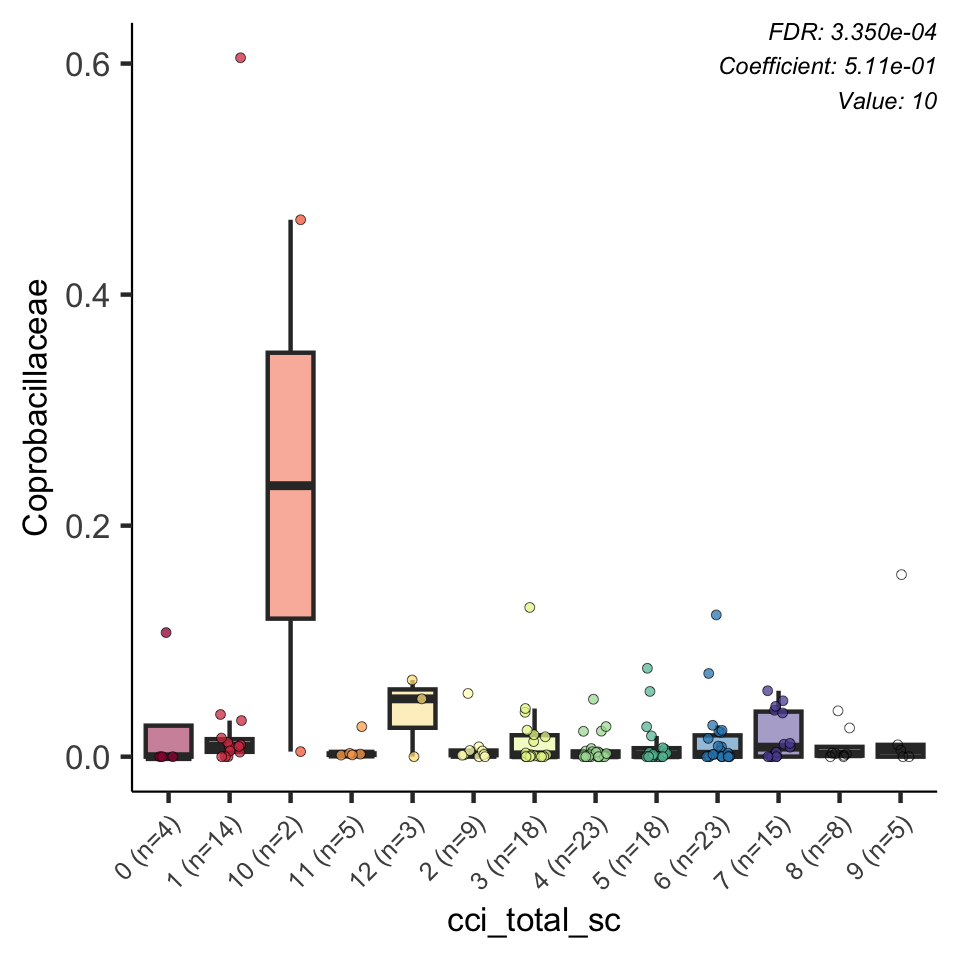 FDR: 3.350e-04
Coefficient: 5.11e-01
Value: 10
Coprobacillaceae
0.6
0.4
0.2
0.0
0 (n=4)
1 (n=14)
10 (n=2)
11 (n=5)
12 (n=3)
2 (n=9)
3 (n=18)
4 (n=23)
5 (n=18)
6 (n=23)
7 (n=15)
8 (n=8)
9 (n=5)
cci_total_sc